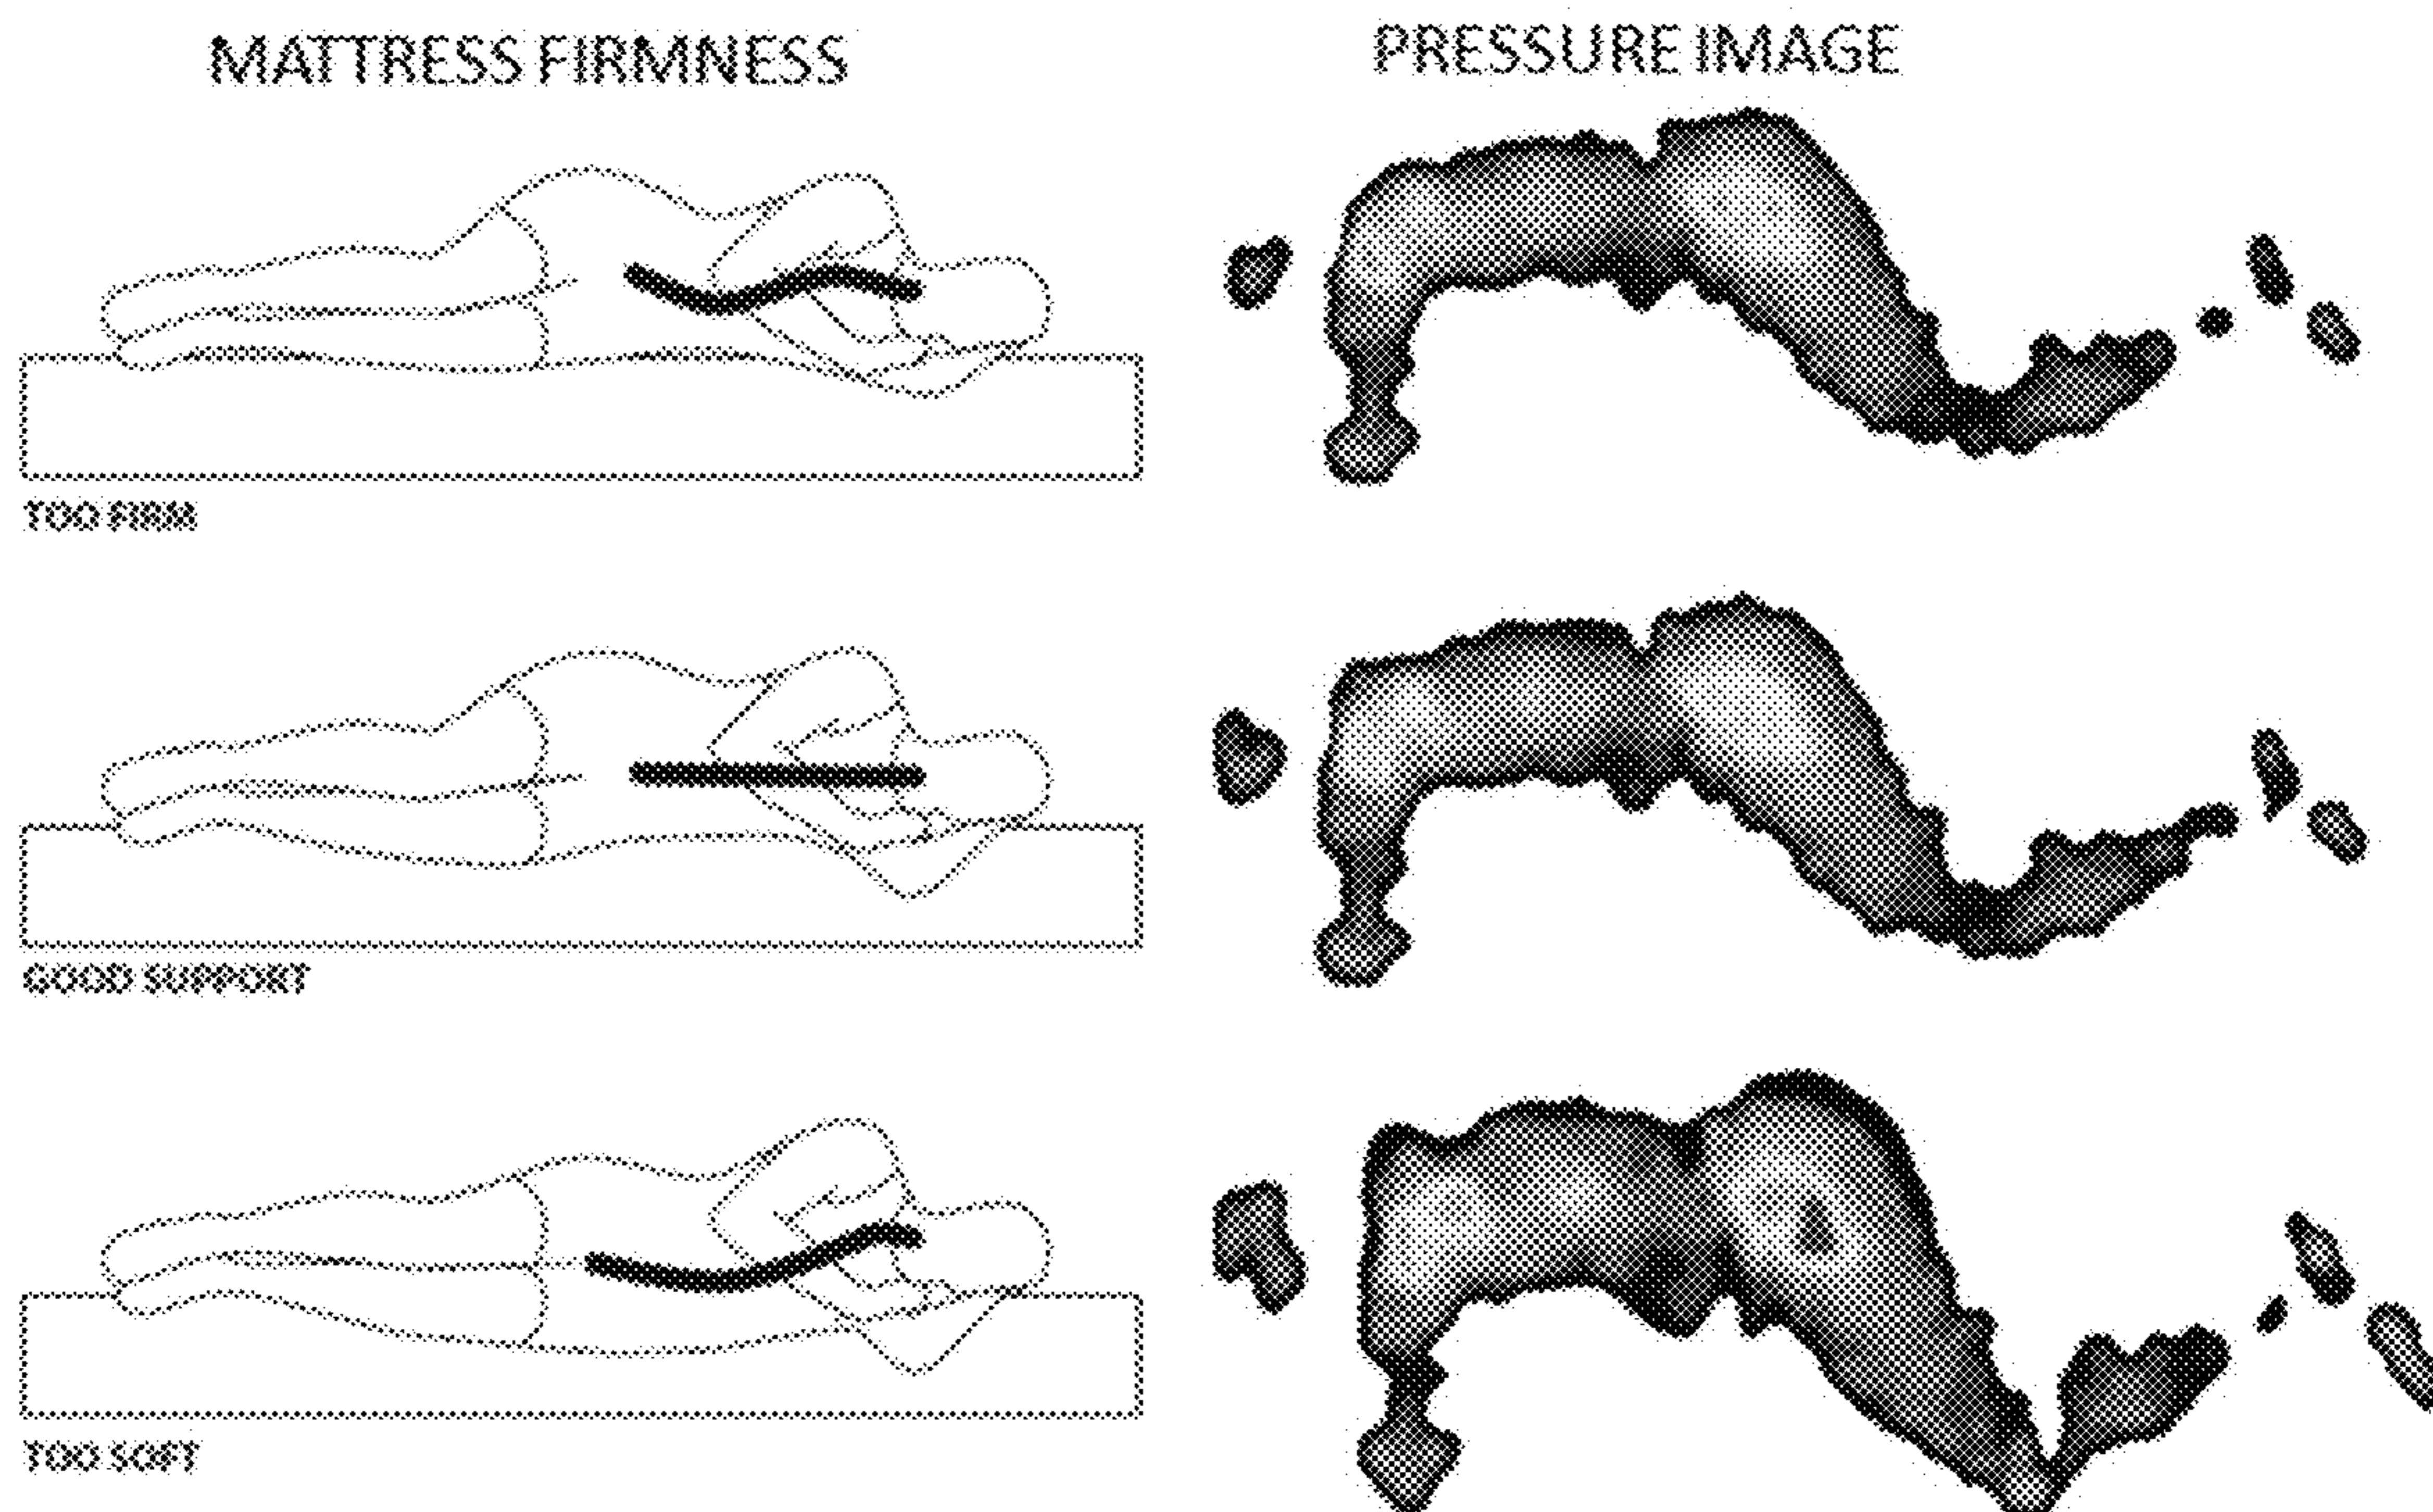 MATTRESS FIRMNESS
PRESSURE IMAGE
TOO FIRM
GOOD SUPPORT
TOO SOFT